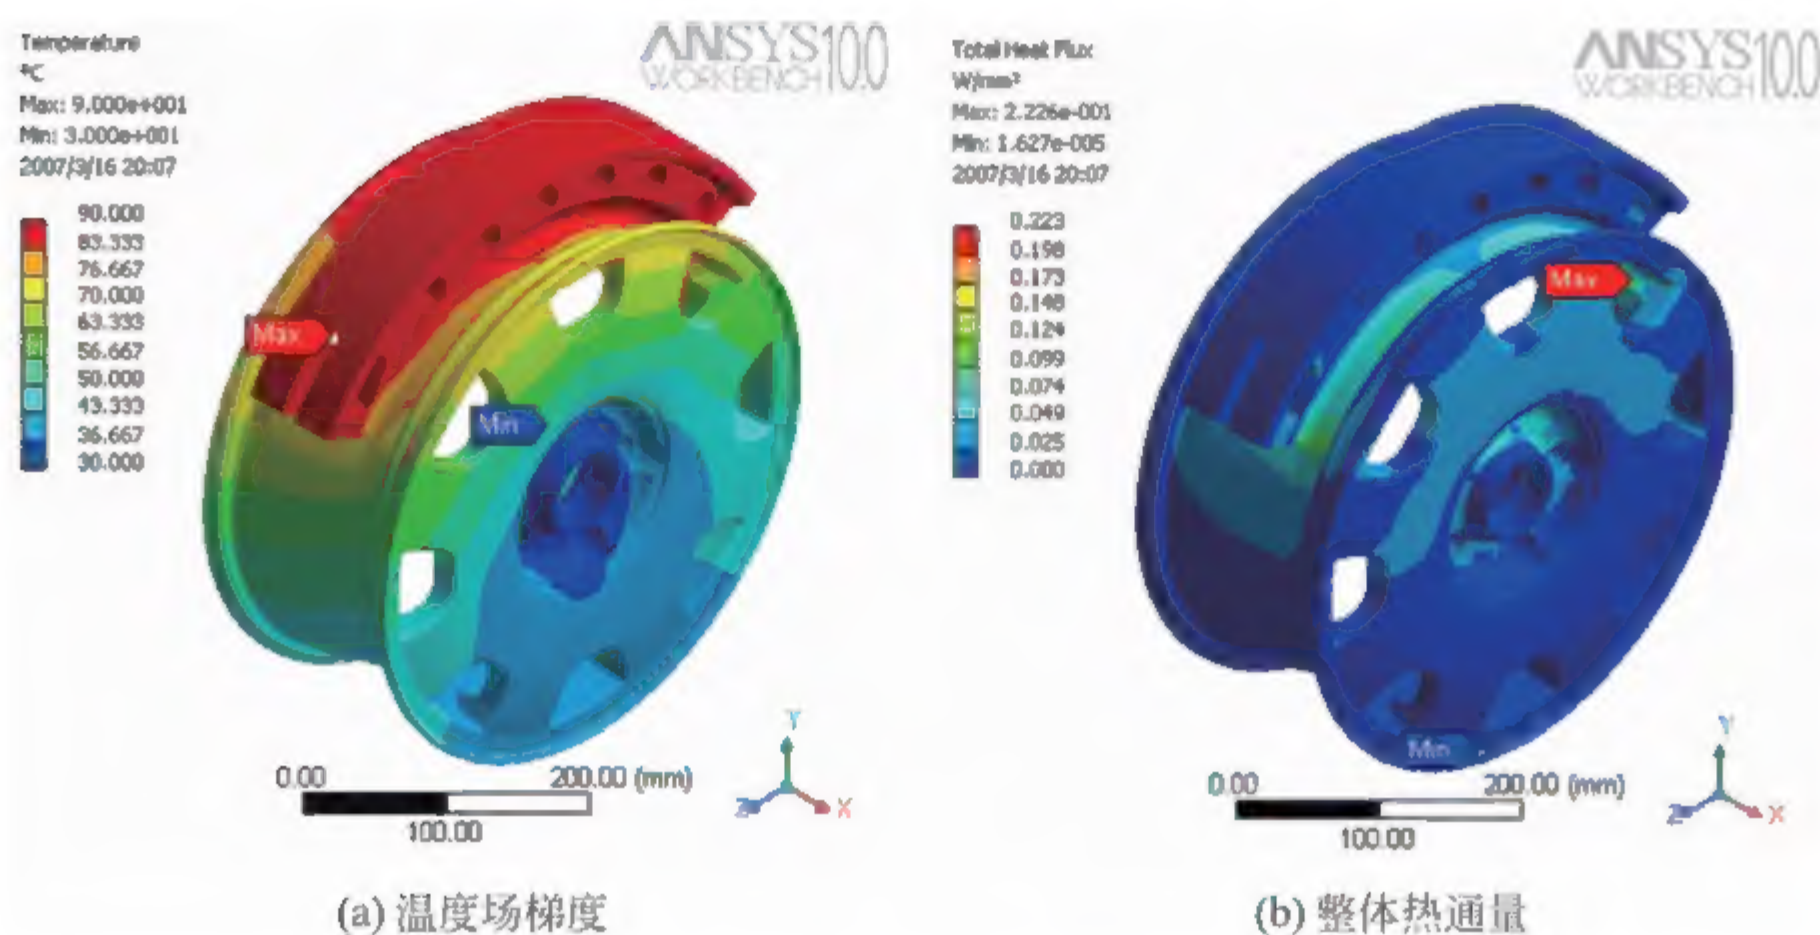 Temperature
ºC
Max: 9.000e+001
Min: 3.000e+001
2007/3/16 20:07
90.000
83.333
76.667
70.000
63.333
56.667
50.000
43.333
36.667
30.000
ANSYS 10.0
WORKBENCH
Max
Min
0.00
200.00 (mm)
100.00
Y
Z
X
(a) 温度场梯度
Total Heat Flux
W/mm²
Max: 2.226e-001
Min: 1.627e-005
2007/3/16 20:07
0.223
0.198
0.173
0.148
0.124
0.099
0.074
0.049
0.025
0.000
ANSYS 10.0
WORKBENCH
Max
Min
0.00
200.00 (mm)
100.00
Y
Z
X
(b) 整体热通量